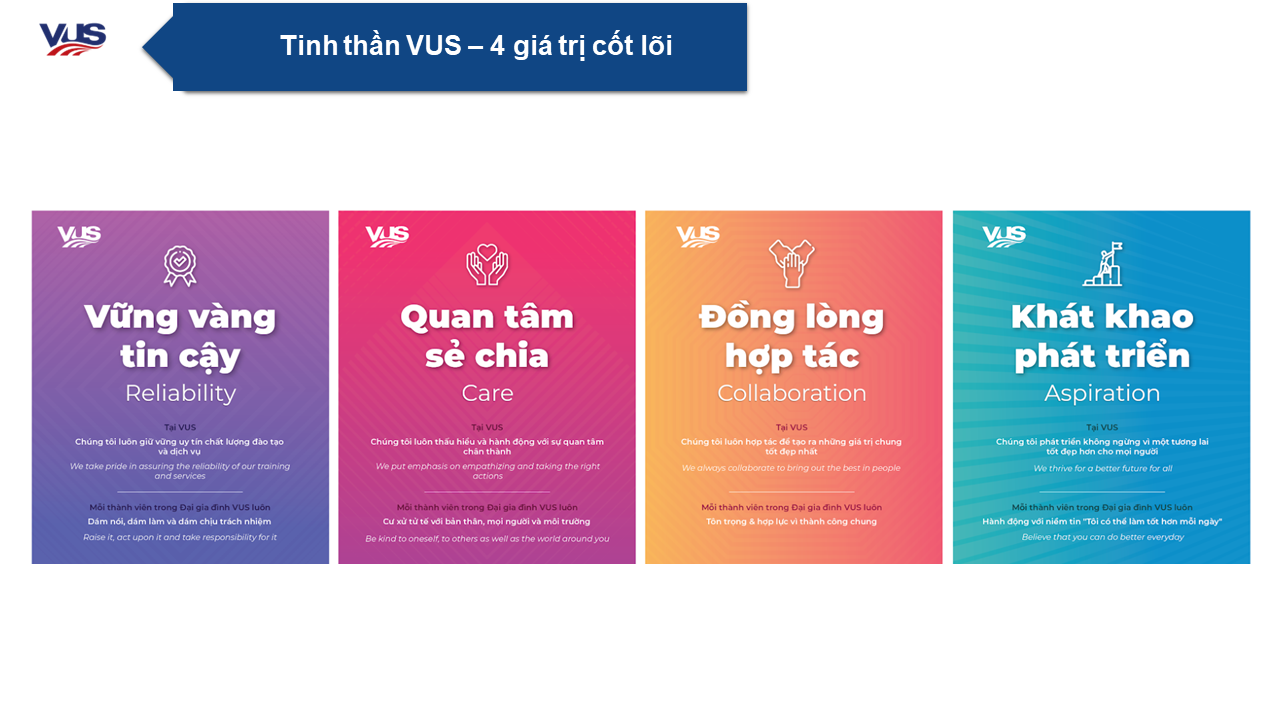 VUS
Tinh thần VUS – 4 giá trị cốt lõi
VUS
Vững vàng
tin cậy
Reliability
Tại VUS
Chúng tôi luôn giữ vững uy tín chất lượng đào tạo
và dịch vụ
We take pride in assuring the reliability of our training
and services
Mỗi thành viên trong Đại gia đình VUS luôn
Dám nói, dám làm và dám chịu trách nhiệm
Raise it, act upon it and take responsibility for it
VUS
Quan tâm
sẻ chia
Care
Tại VUS
Chúng tôi luôn thấu hiểu và hành động với sự quan tâm
chân thành
We put emphasis on empathizing and taking the right
actions
Mỗi thành viên trong Đại gia đình VUS luôn
Cư xử tử tế với bản thân, mọi người và môi trường
Be kind to oneself, to others as well as the world around you
VUS
Đồng lòng
hợp tác
Collaboration
Tại VUS
Chúng tôi luôn hợp tác để tạo ra những giá trị chung
tốt đẹp nhất
We always collaborate to bring out the best in people
Mỗi thành viên trong Đại gia đình VUS luôn
Tôn trọng & hợp lực vì thành công chung
VUS
Khát khao
phát triển
Aspiration
Tại VUS
Chúng tôi phát triển không ngừng vì một tương lai
tốt đẹp hơn cho mọi người
We thrive for a better future for all
Mỗi thành viên trong Đại gia đình VUS luôn
Hành động với niềm tin "Tôi có thể làm tốt hơn mỗi ngày"
Believe that you can do better everyday